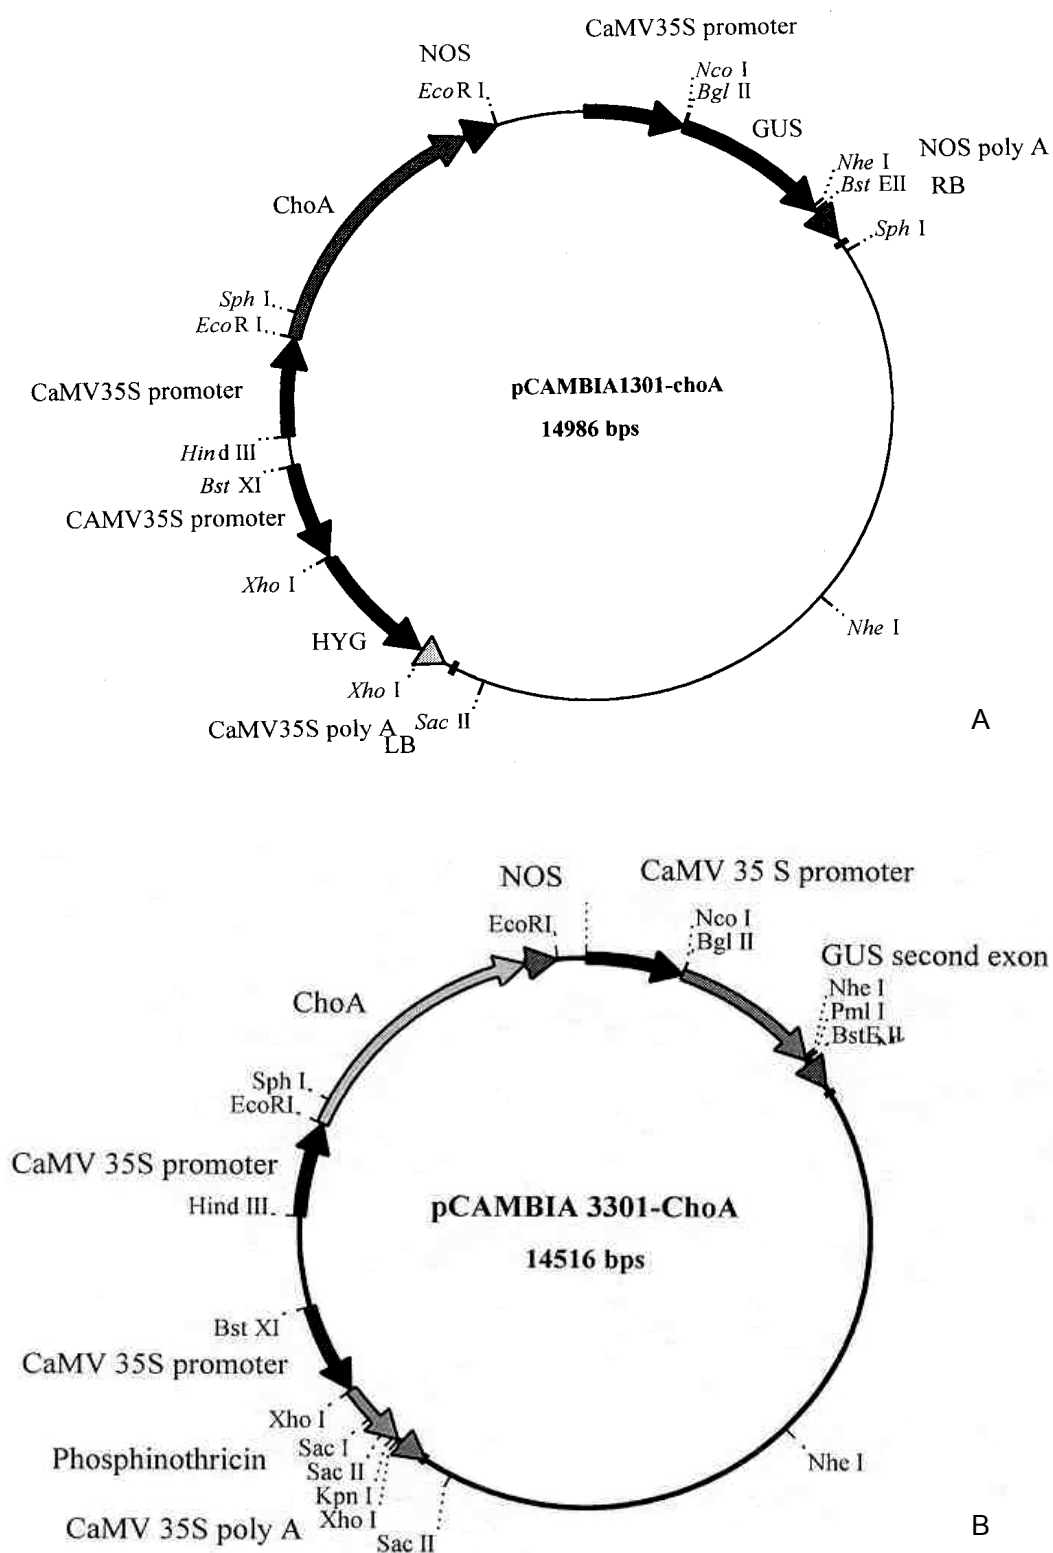 CaMV35S promoter
NOS
Nco I
EcoR I
Bgl II
GUS
NOS poly A
Nhe I
Bst EII
RB
ChoA
Sph I
Sph I
EcoR I
CaMV35S promoter
pCAMBIA1301-choA
14986 bps
Hind III
Bst XI
CAMV35S promoter
Xho I
Nhe I
HYG
Xho I
CaMV35S poly A
Sac II
LB
A
NOS
CaMV 35 S promoter
EcoRI
Nco I
Bgl II
GUS second exon
Nhe I
ChoA
Pml I
BstE II
Sph I
EcoRI
CaMV 35S promoter
Hind III
pCAMBIA 3301-ChoA
14516 bps
Bst XI
CaMV 35S promoter
Xho I
Sac I
Phosphinothricin
Sac II
Nhe I
Kpn I
Xho I
CaMV 35S poly A
Sac II
B